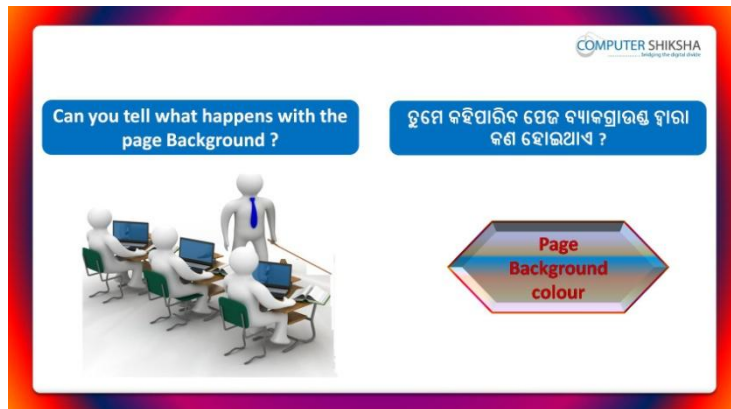 COMPUTER SHIKSHA
bridging the digital divide
Can you tell what happens with the
page Background ?
ତୁମେ କହିପାରିବ ପେଜ ବ୍ୟାକଗ୍ରାଉଣ୍ଡ ଦ୍ୱାରା
କଣ ହୋଇଥାଏ ?
Page
Background
colour